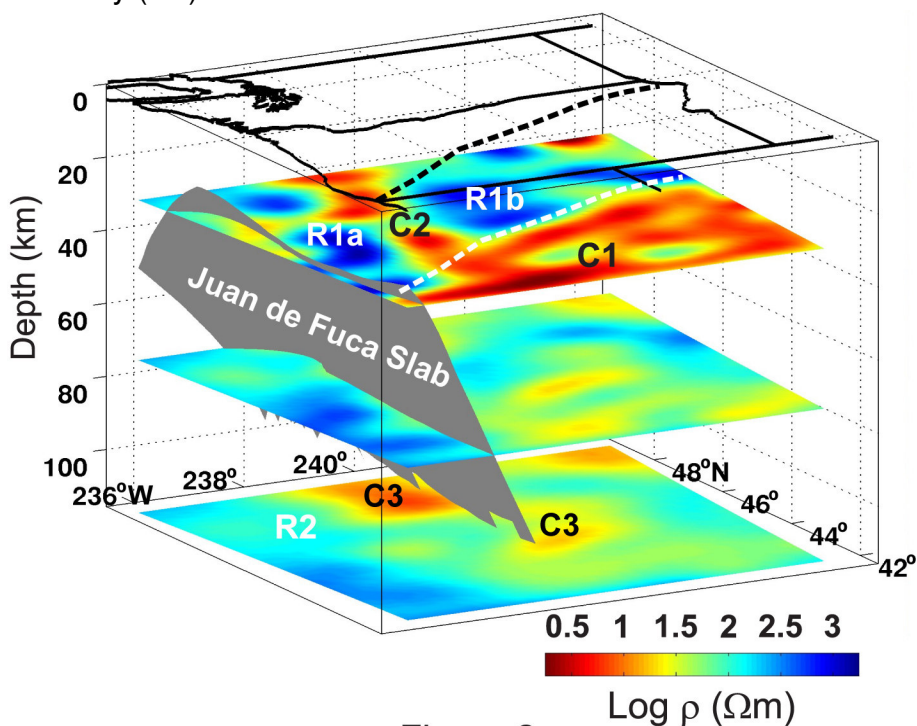 0
20
40
60
80
100
Depth (km)
R1b
C2
R1a
C1
Juan de Fuca Slab
240°
238°
236°W
48°N
46°
44°
42°
C3
C3
R2
0.5 1 1.5 2 2.5 3
Log ρ (Ωm)